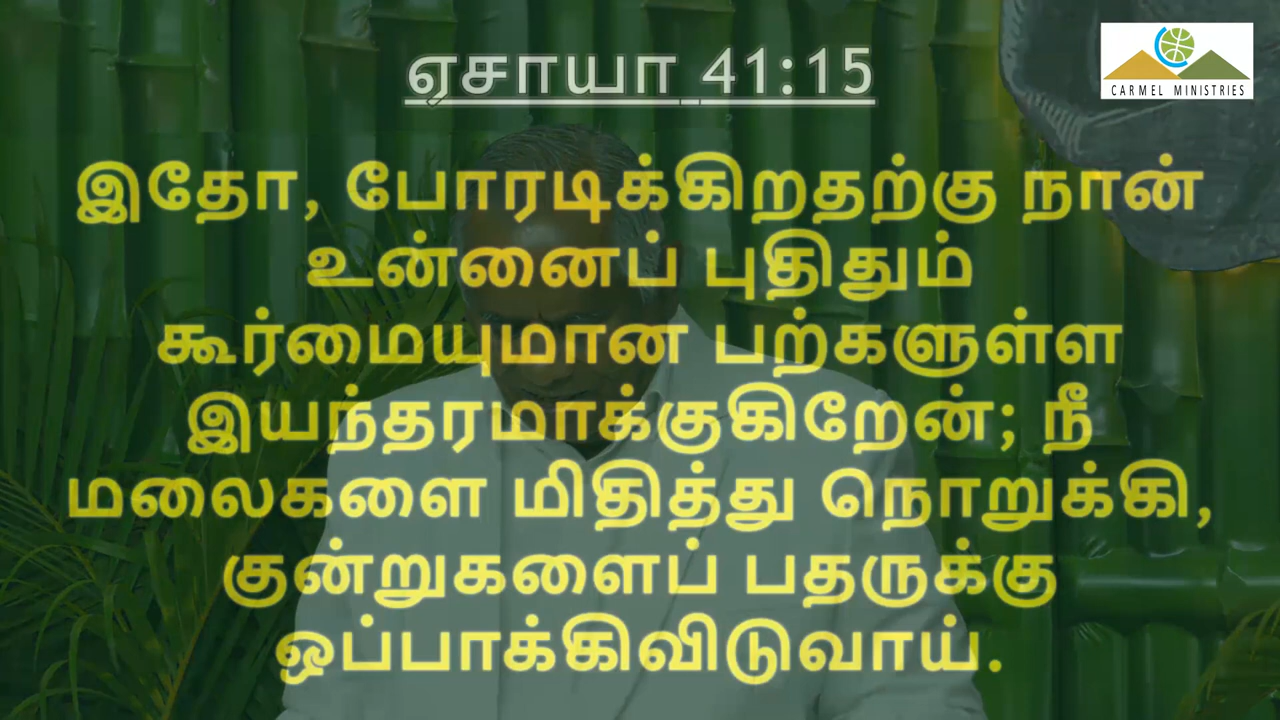 ஏசாயா 41:15
CARMEL MINISTRIES
இதோ, போரடிக்கிறதற்கு நான்
உன்னைப் புதிதும்
கூர்மையுமான பற்களுள்ள
இயந்தரமாக்குகிறேன்; நீ
மலைகளை மிதித்து நொறுக்கி,
குன்றுகளைப் பதருக்கு
ஒப்பாக்கிவிடுவாய்.